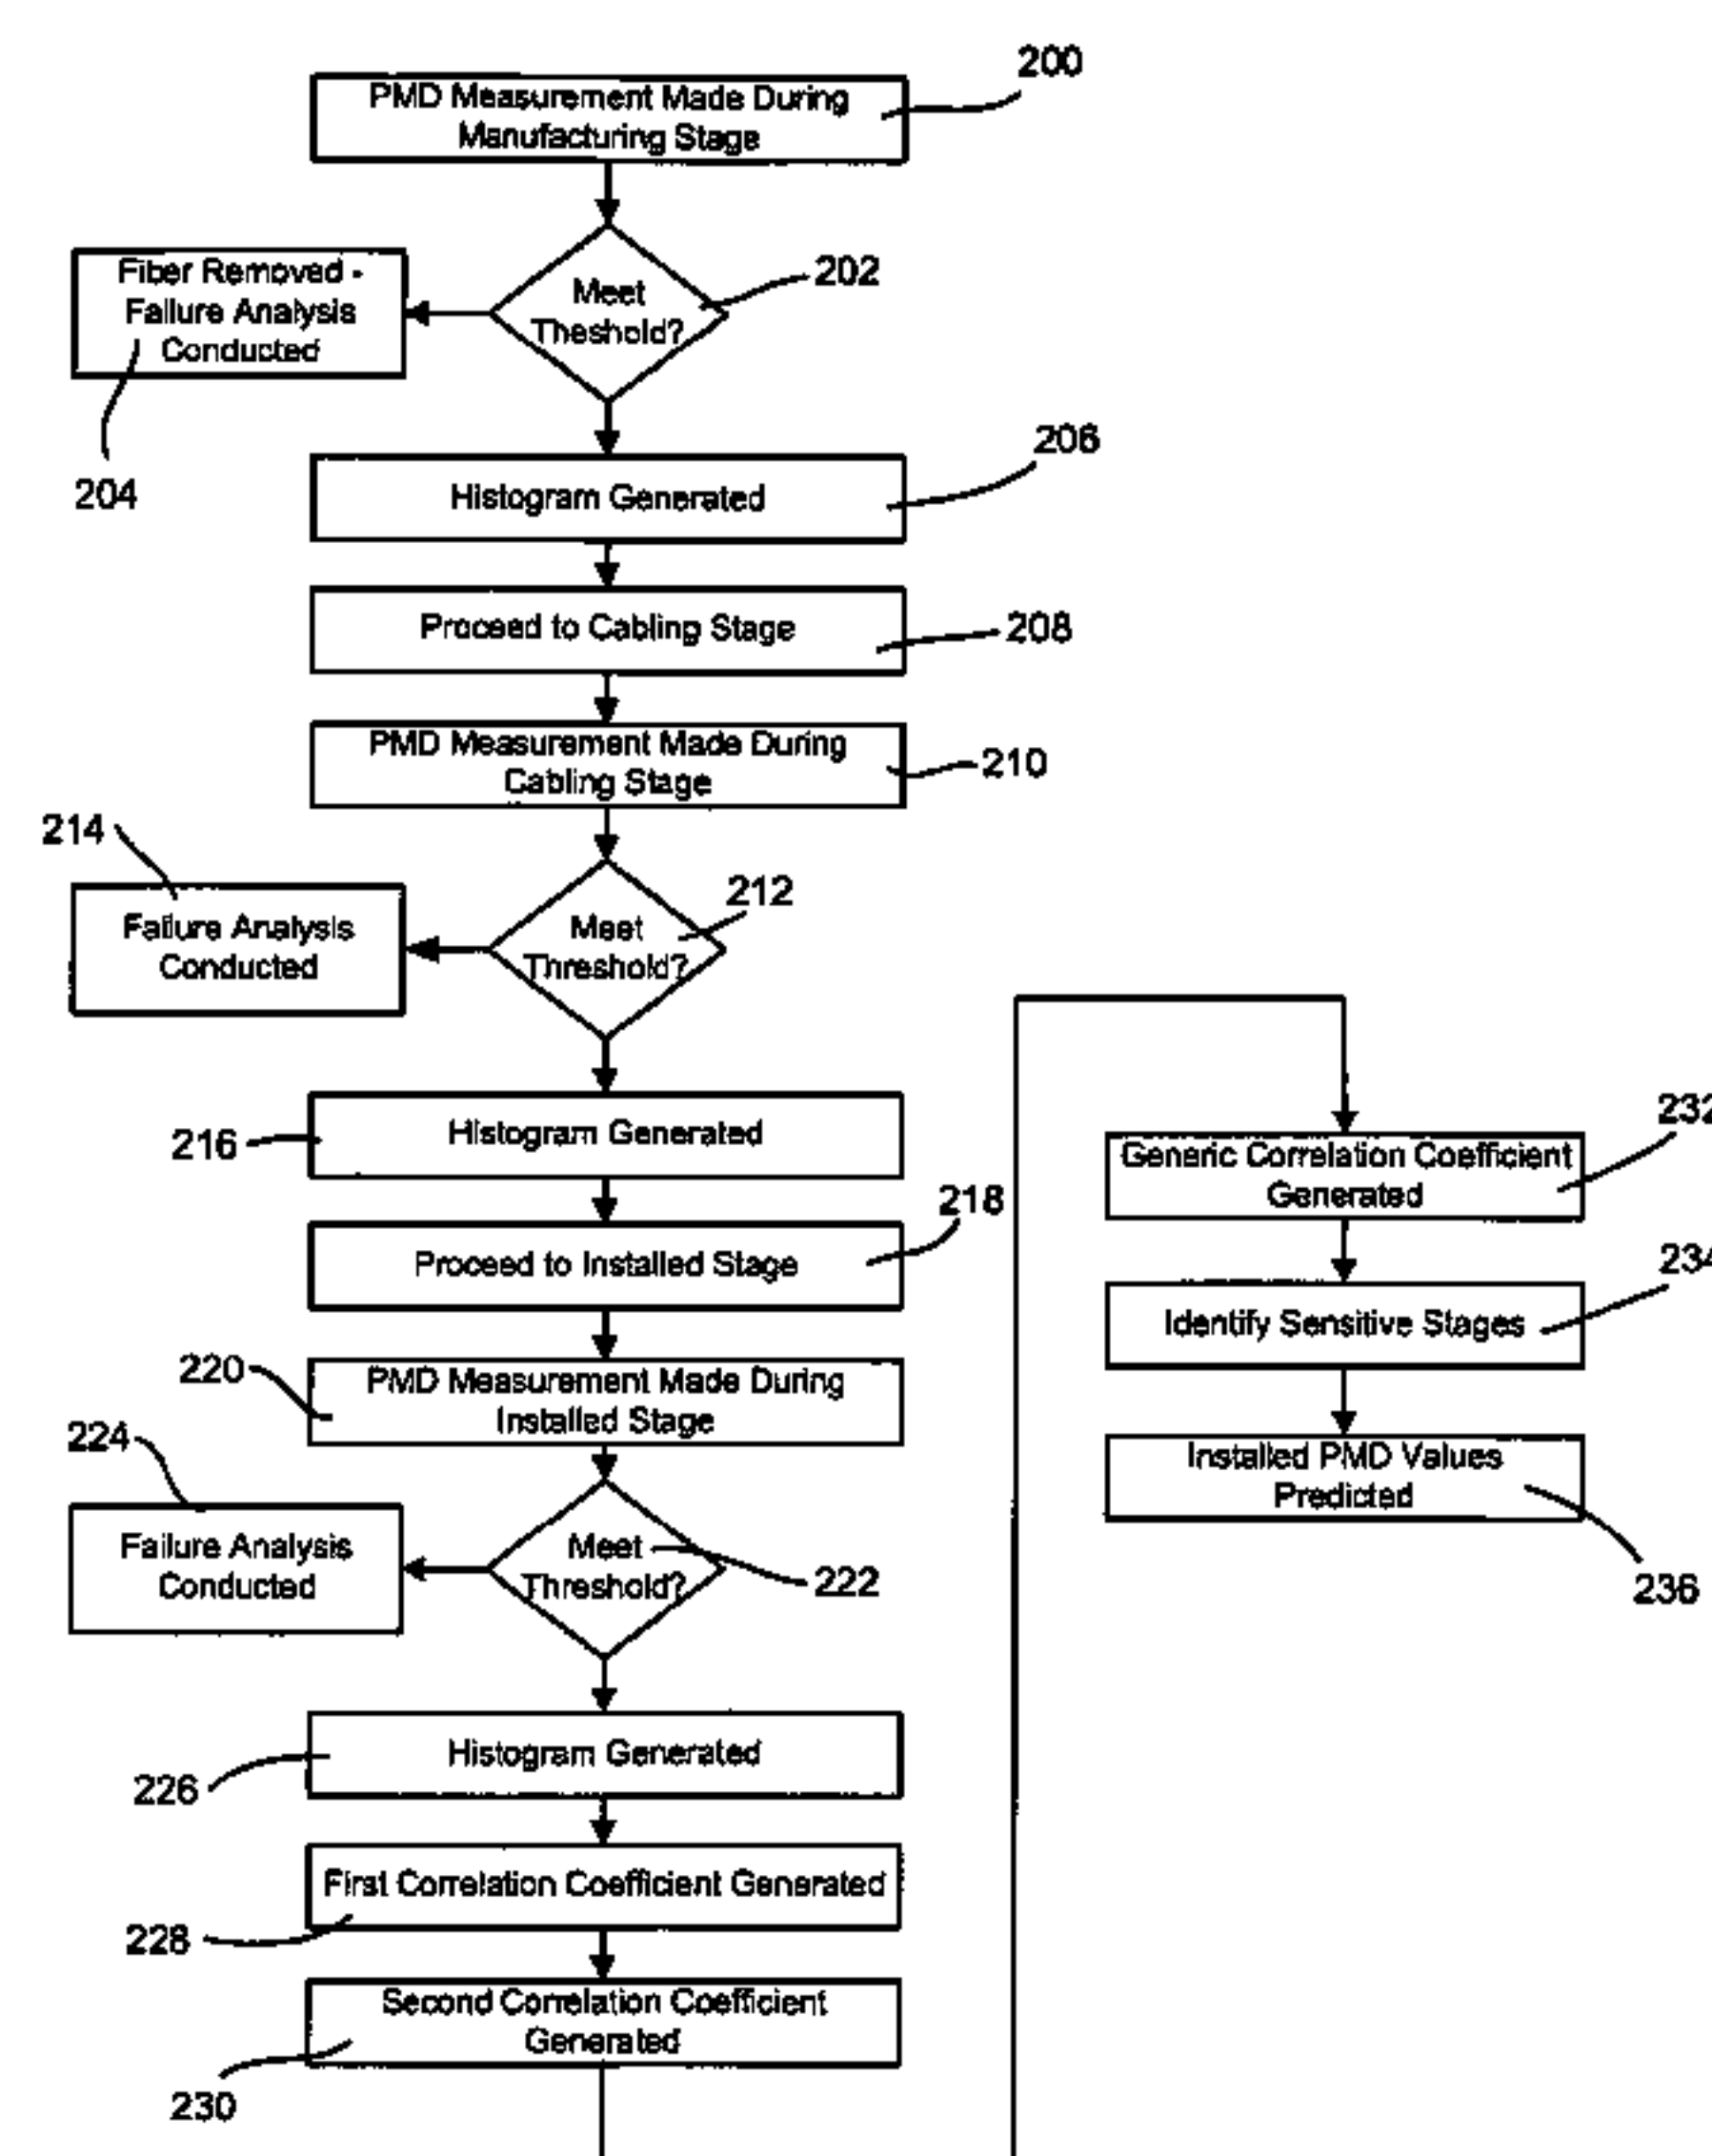 200
PMD Measurement Made During
Manufacturing Stage
202
Meet
Theshold?
Fiber Removed -
Failure Analysis
Conducted
204
206
Histogram Generated
Proceed to Cabling Stage
208
PMD Measurement Made During
Cabling Stage
210
214
212
Meet
Threshold?
Failure Analysis
Conducted
216
Histogram Generated
218
Proceed to Installed Stage
220
PMD Measurement Made During
Installed Stage
224
Meet
Threshold?
222
Failure Analysis
Conducted
Histogram Generated
226
First Correlation Coefficient Generated
228
Second Correlation Coefficient
Generated
230
232
Generic Correlation Coefficient
Generated
234
Identify Sensitive Stages
Installed PMD Values
Predicted
236